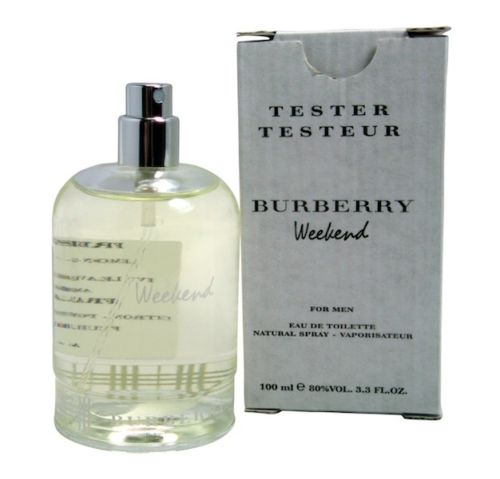 TESTER
TESTEUR
BURBERRY
Weekend
FOR MEN
EAU DE TOILETTE
NATURAL SPRAY - VAPORISATEUR
100 ml ℮ 80%VOL. 3.3 FL.OZ.
Weekend
BURBERRY